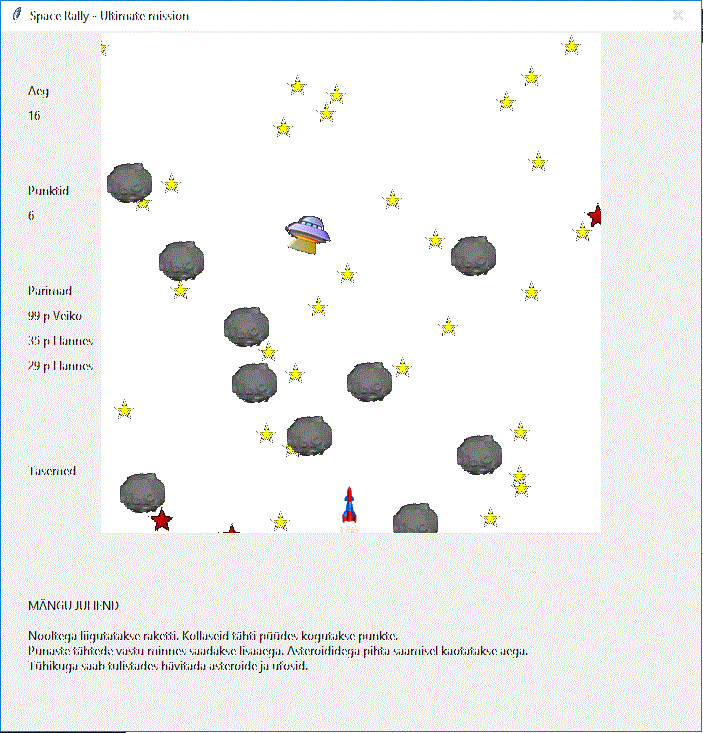 Space Rally - Ultimate mission
Aeg
16
Punktid
6
Parimad
99 p Veiko
35 p Hannes
29 p Hannes
Tasemed
MÄNGU JUHEND
Nooltega liigutatakse raketti. Kollaseid tähti püüdes kogutakse punkte.
Punaste tähtede vastu minnes saadakse lisaaega. Asteroididega pihta saamisel kaotatakse aega.
Tühikuga saab tulistades hävitada asteroide ja ufosid.